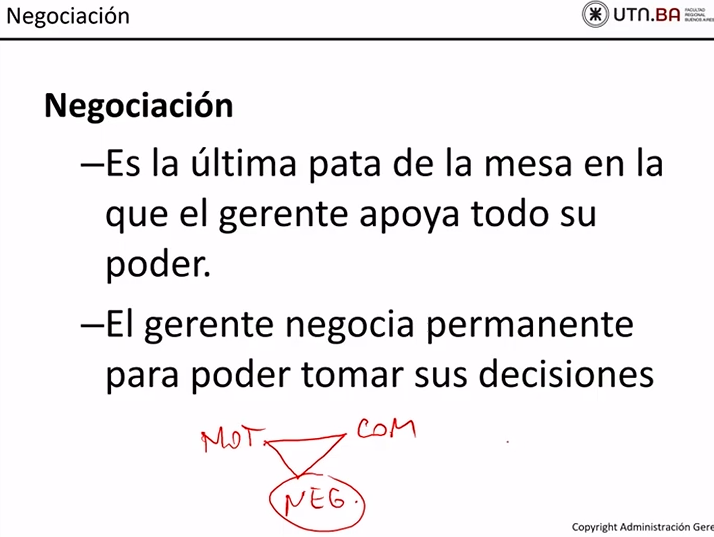 Negociación
UTN.BA
FACULTAD
REGIONAL
BUENOS AIRES
Negociación
–Es la última pata de la mesa en la
que el gerente apoya todo su
poder.
–El gerente negocia permanente
para poder tomar sus decisiones
MOT.
COM
NEG.
Copyright Administración Gere